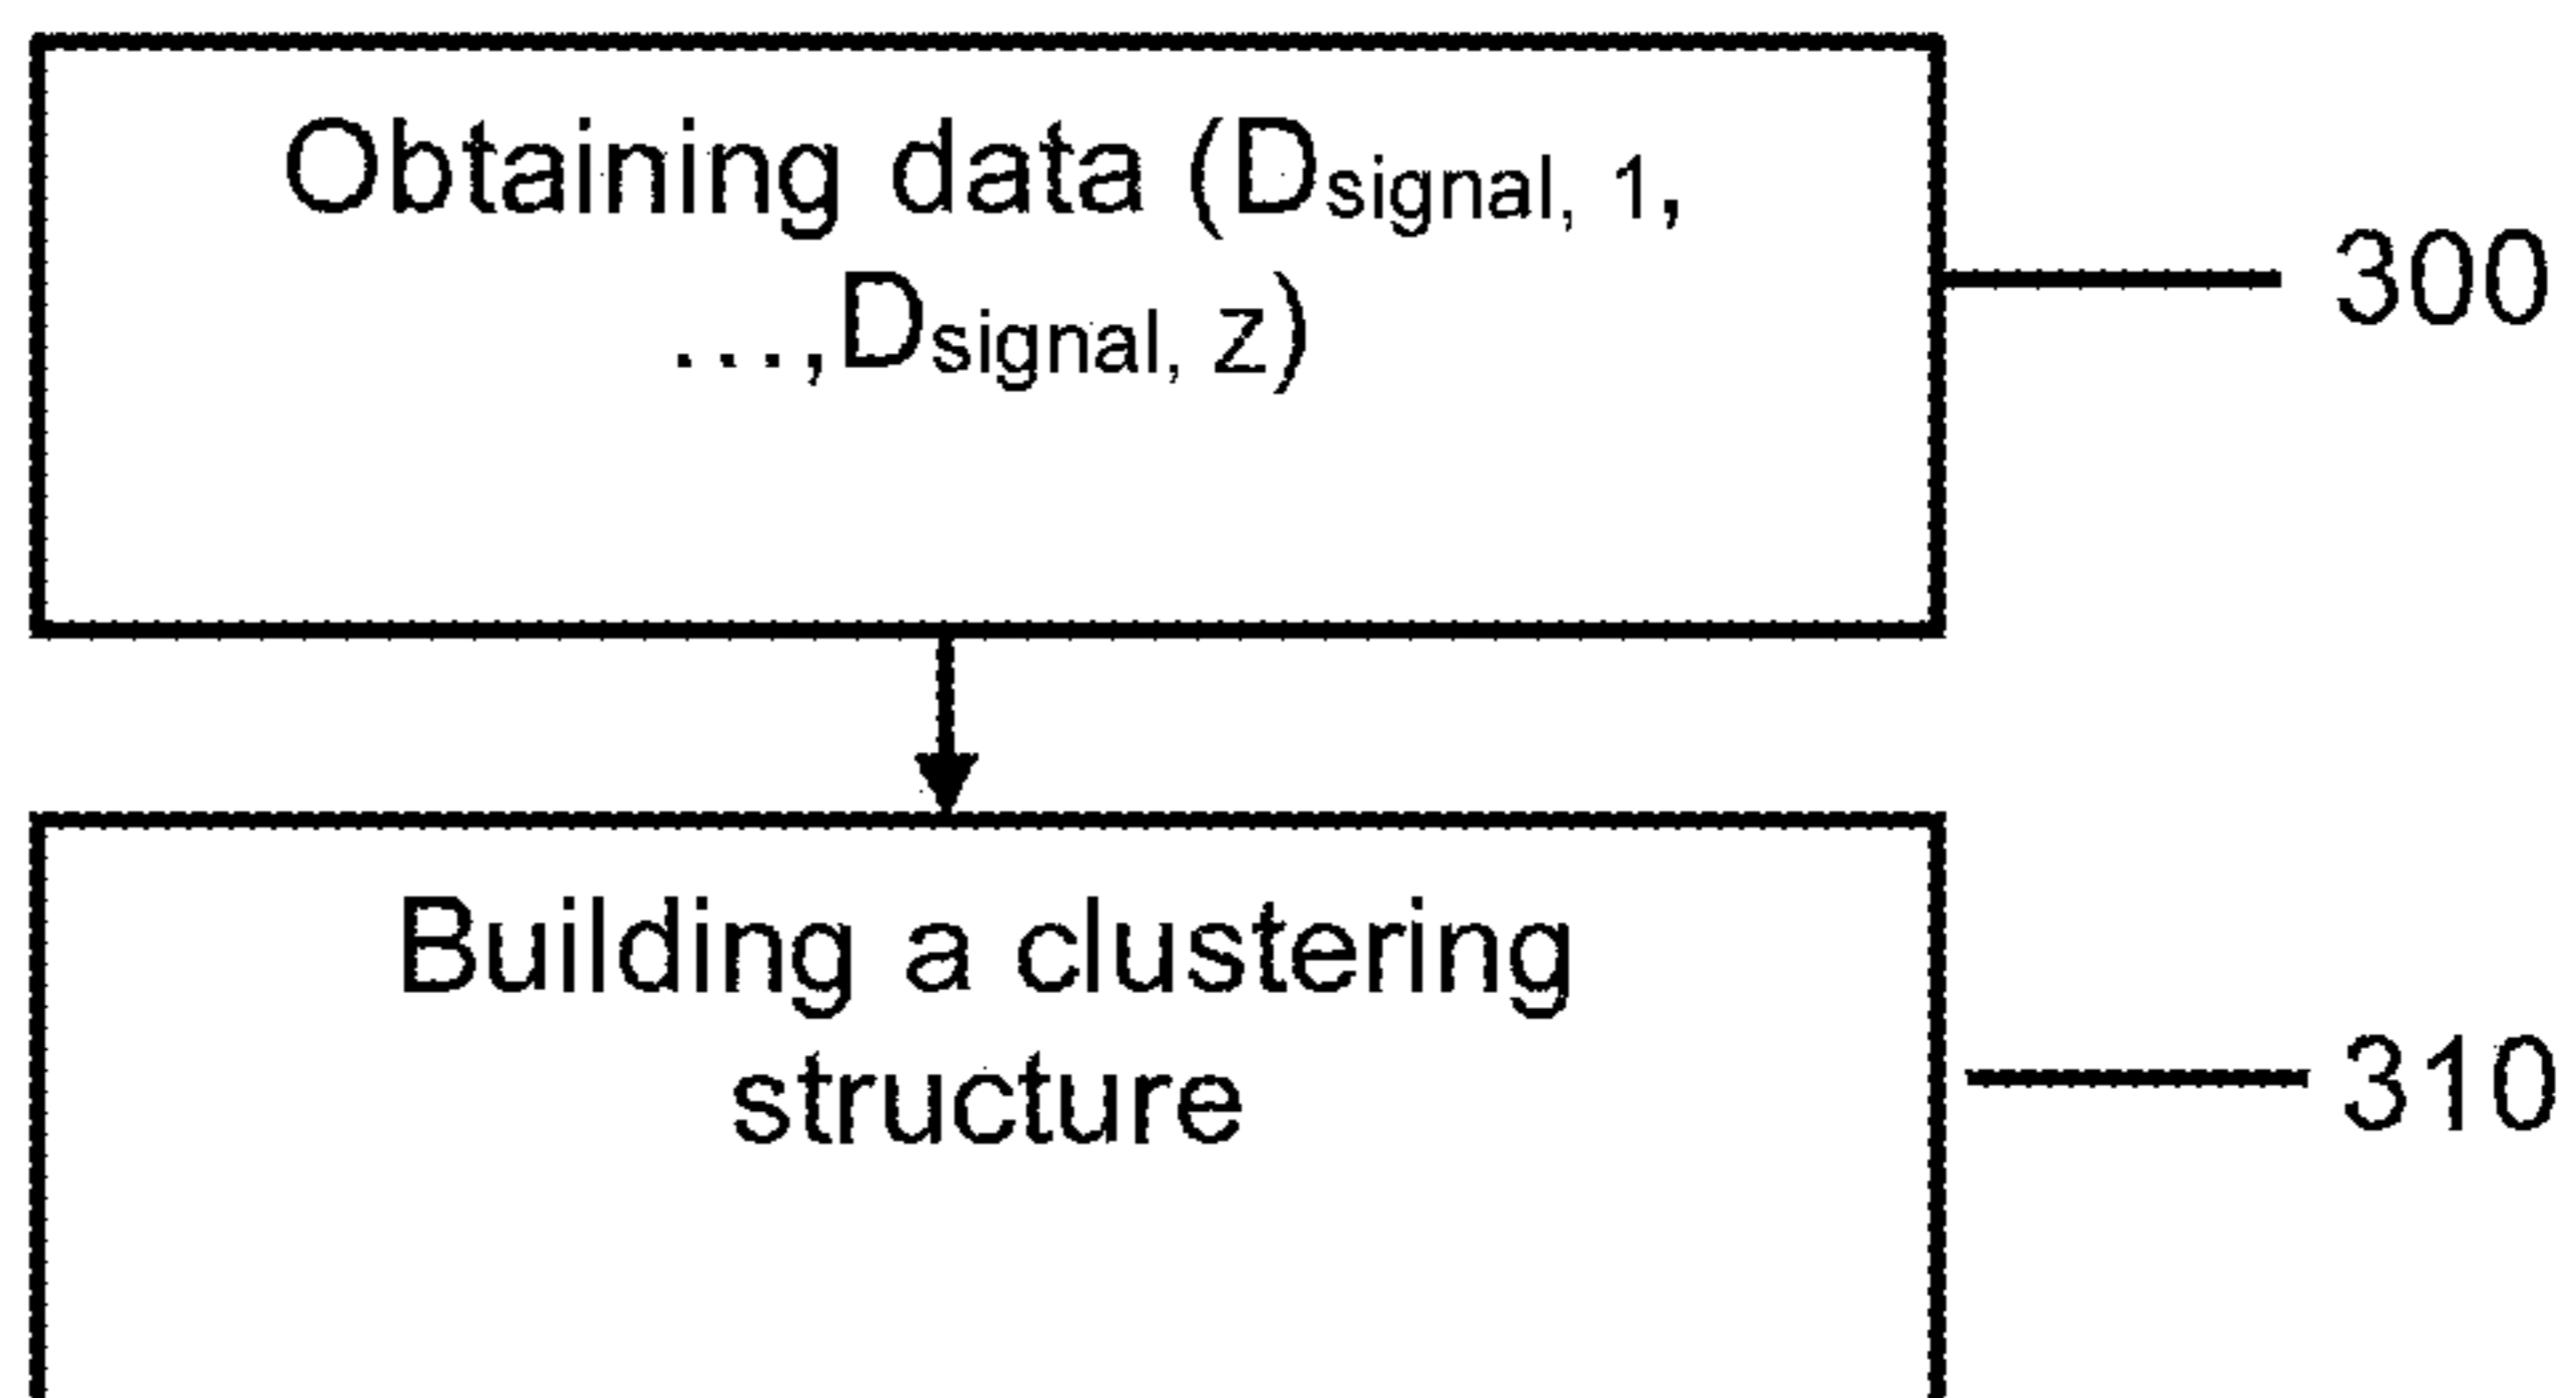 Obtaining data (Dsignal, 1,
...,Dsignal, Z)
300
Building a clustering
structure
310